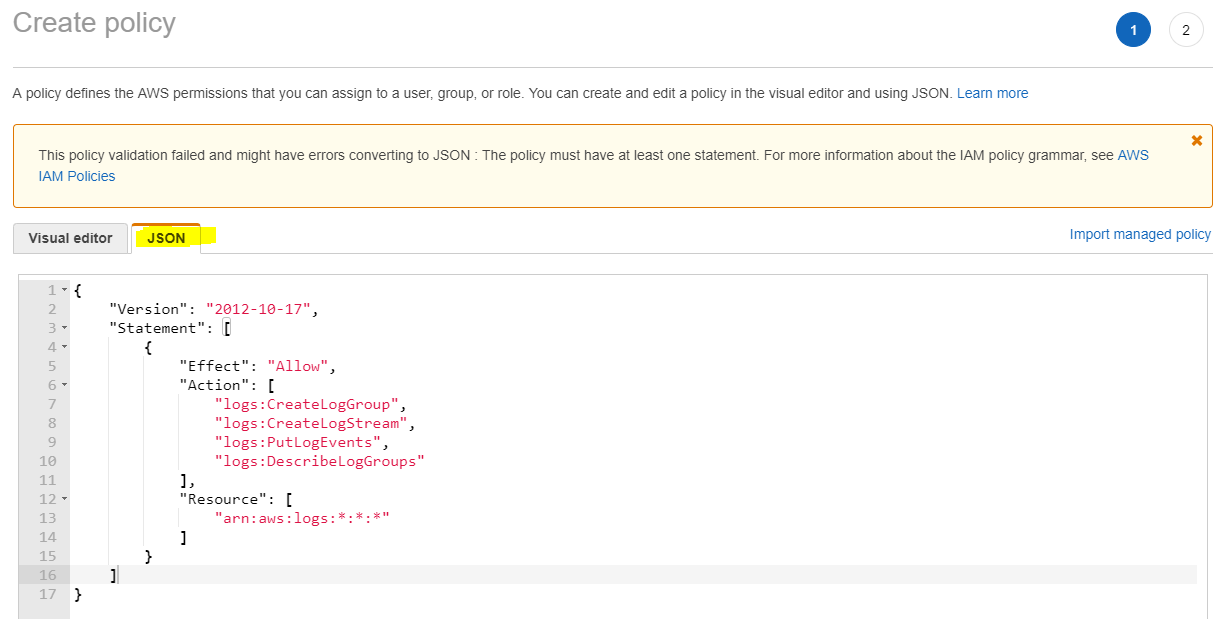 Create policy
1 2
A policy defines the AWS permissions that you can assign to a user, group, or role. You can create and edit a policy in the visual editor and using JSON. Learn more
This policy validation failed and might have errors converting to JSON : The policy must have at least one statement. For more information about the IAM policy grammar, see AWS
IAM Policies
Visual editor JSON Import managed policy
1 {
2     "Version": "2012-10-17",
3     "Statement": [
4         {
5             "Effect": "Allow",
6             "Action": [
7                 "logs:CreateLogGroup",
8                 "logs:CreateLogStream",
9                 "logs:PutLogEvents",
10                 "logs:DescribeLogGroups"
11             ],
12             "Resource": [
13                 "arn:aws:logs:*:*:*"
14             ]
15         }
16     ]
17 }